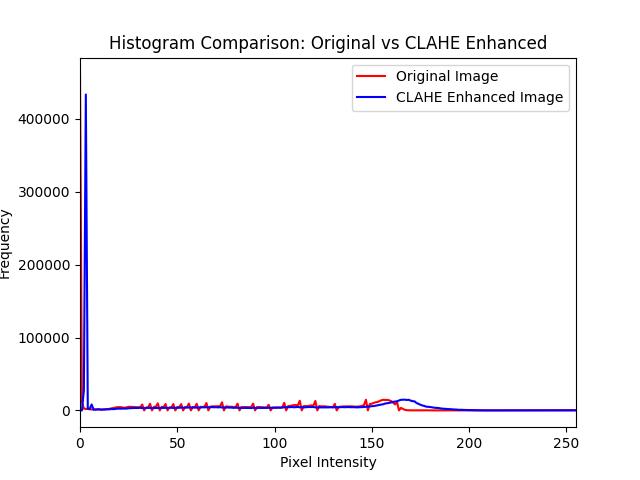 Histogram Comparison: Original vs CLAHE Enhanced
Original Image
CLAHE Enhanced Image
400000
300000
200000
100000
0
Frequency
0 50 100 150 200 250
Pixel Intensity